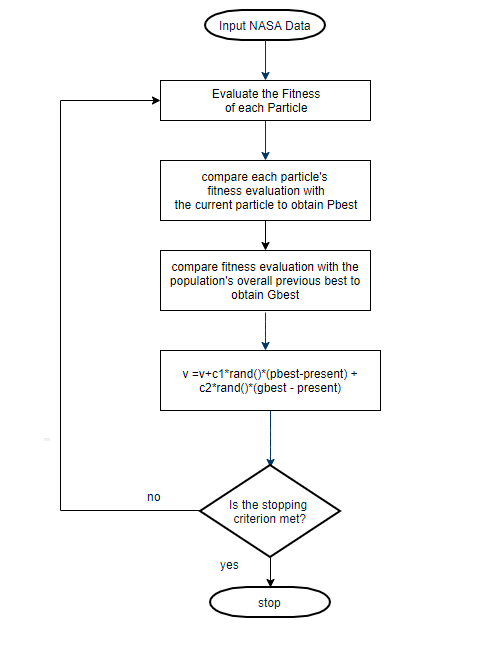 Input NASA Data
Evaluate the Fitness
of each Particle
compare each particle's
fitness evaluation with
the current particle to obtain Pbest
compare fitness evaluation with the
population's overall previous best to
obtain Gbest
v =v+c1*rand()*(pbest-present) +
c2*rand()*(gbest - present)
Is the stopping
criterion met?
no
yes
stop